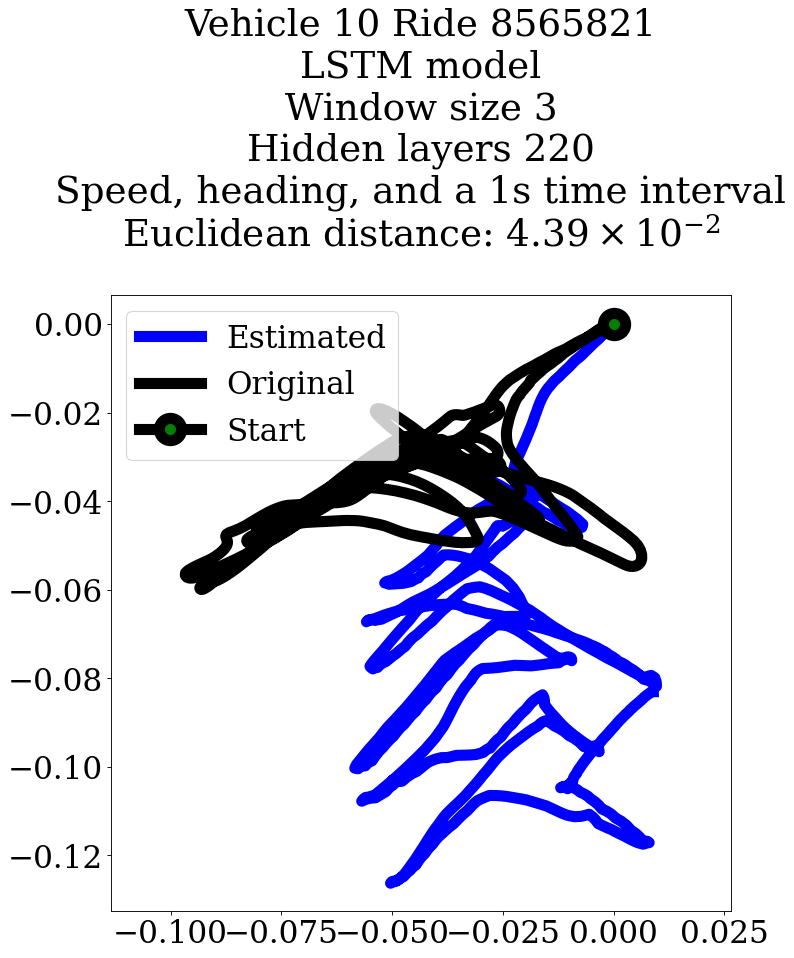 Vehicle 10 Ride 8565821
LSTM model
Window size 3
Hidden layers 220
Speed, heading, and a 1s time interval
Euclidean distance: 4.39 × 10⁻²
Estimated
Original
Start
0.00
−0.02
−0.04
−0.06
−0.08
−0.10
−0.12
−0.100 −0.075 −0.050 −0.025 0.000 0.025